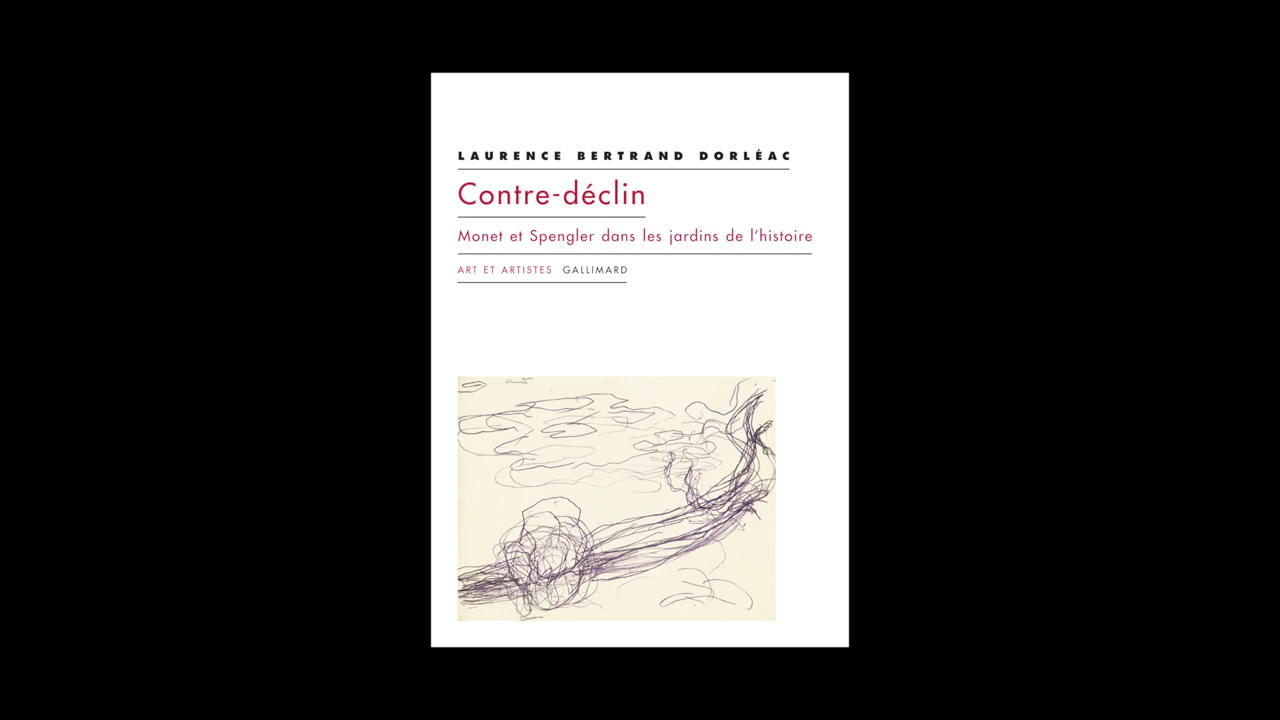 LAURENCE BERTRAND DORLÉAC
Contre-déclin
Monet et Spengler dans les jardins de l'histoire
ART ET ARTISTES GALLIMARD